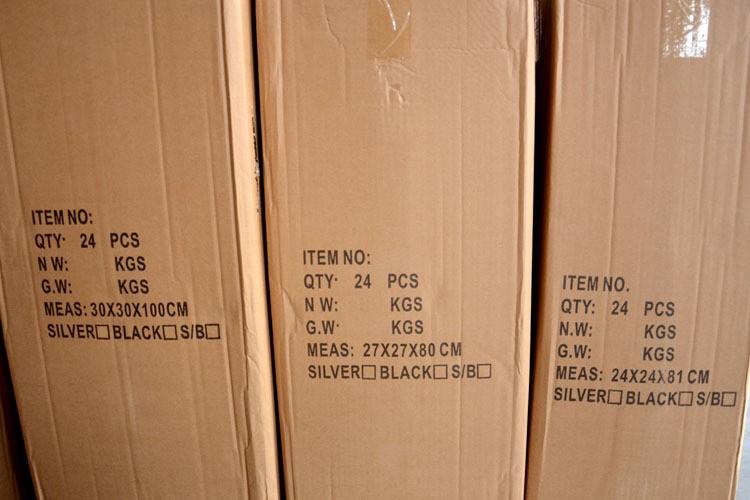 ITEM NO:
QTY· 24 PCS
N W: KGS
G.W: KGS
MEAS: 30X30X100CM
SILVER□ BLACK□ S/B□
ITEM NO:
QTY· 24 PCS
N W: KGS
G.W· KGS
MEAS: 27X27X80 CM
SILVER□ BLACK□ S/B□
ITEM NO.
QTY: 24 PCS
N.W: KGS
G.W: KGS
MEAS: 24X24X81 CM
SILVER□ BLACK□ S/B□